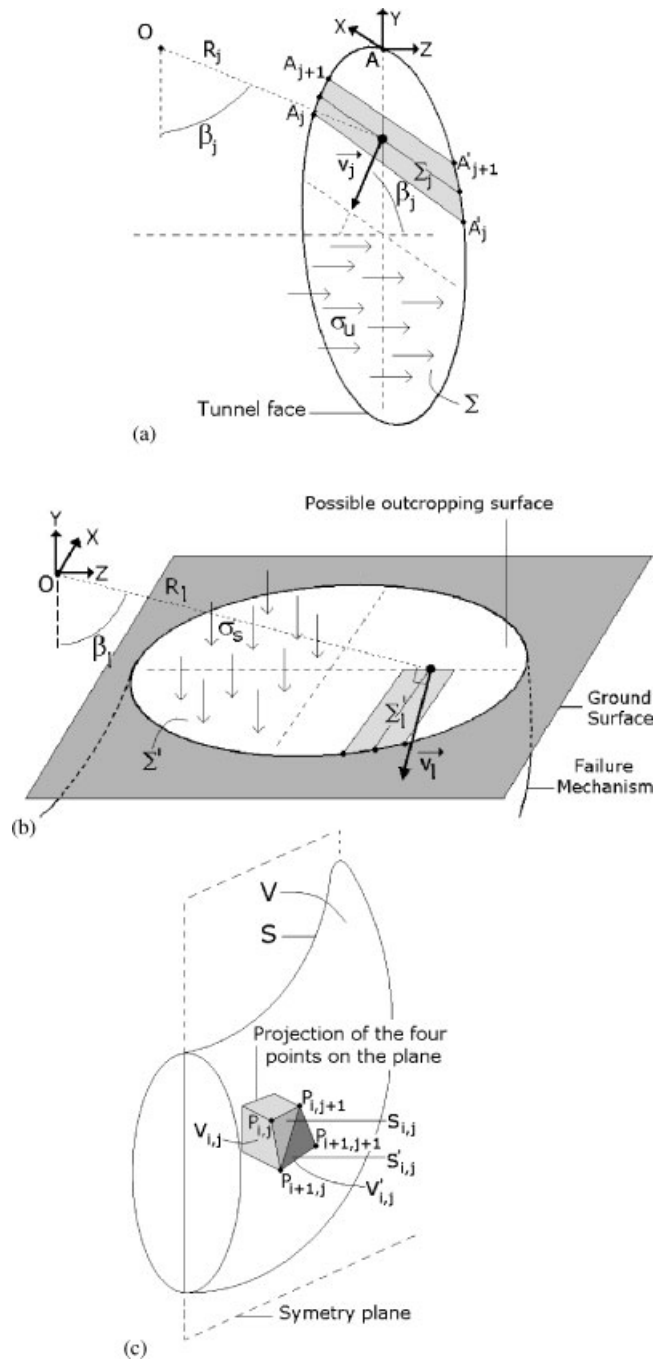 X
Y
Z
O
A
R_j
β_j
A_{j+1}
A_j
v_j
Σ_j
β_j
A'_{j+1}
A'_j
σ_u
Tunnel face
Σ
(a)
Possible outcropping surface
Y
X
O
Z
R_l
β_l
σ_s
Σ'_l
Σ'
v_l
Ground
Surface
Failure
Mechanism
(b)
V
S
Projection of the four
points on the plane
P_{i,j+1}
P_{i,j}
S_{i,j}
V_{i,j}
P_{i+1,j+1}
S'_{i,j}
P_{i+1,j}
V'_{i,j}
Symetry plane
(c)